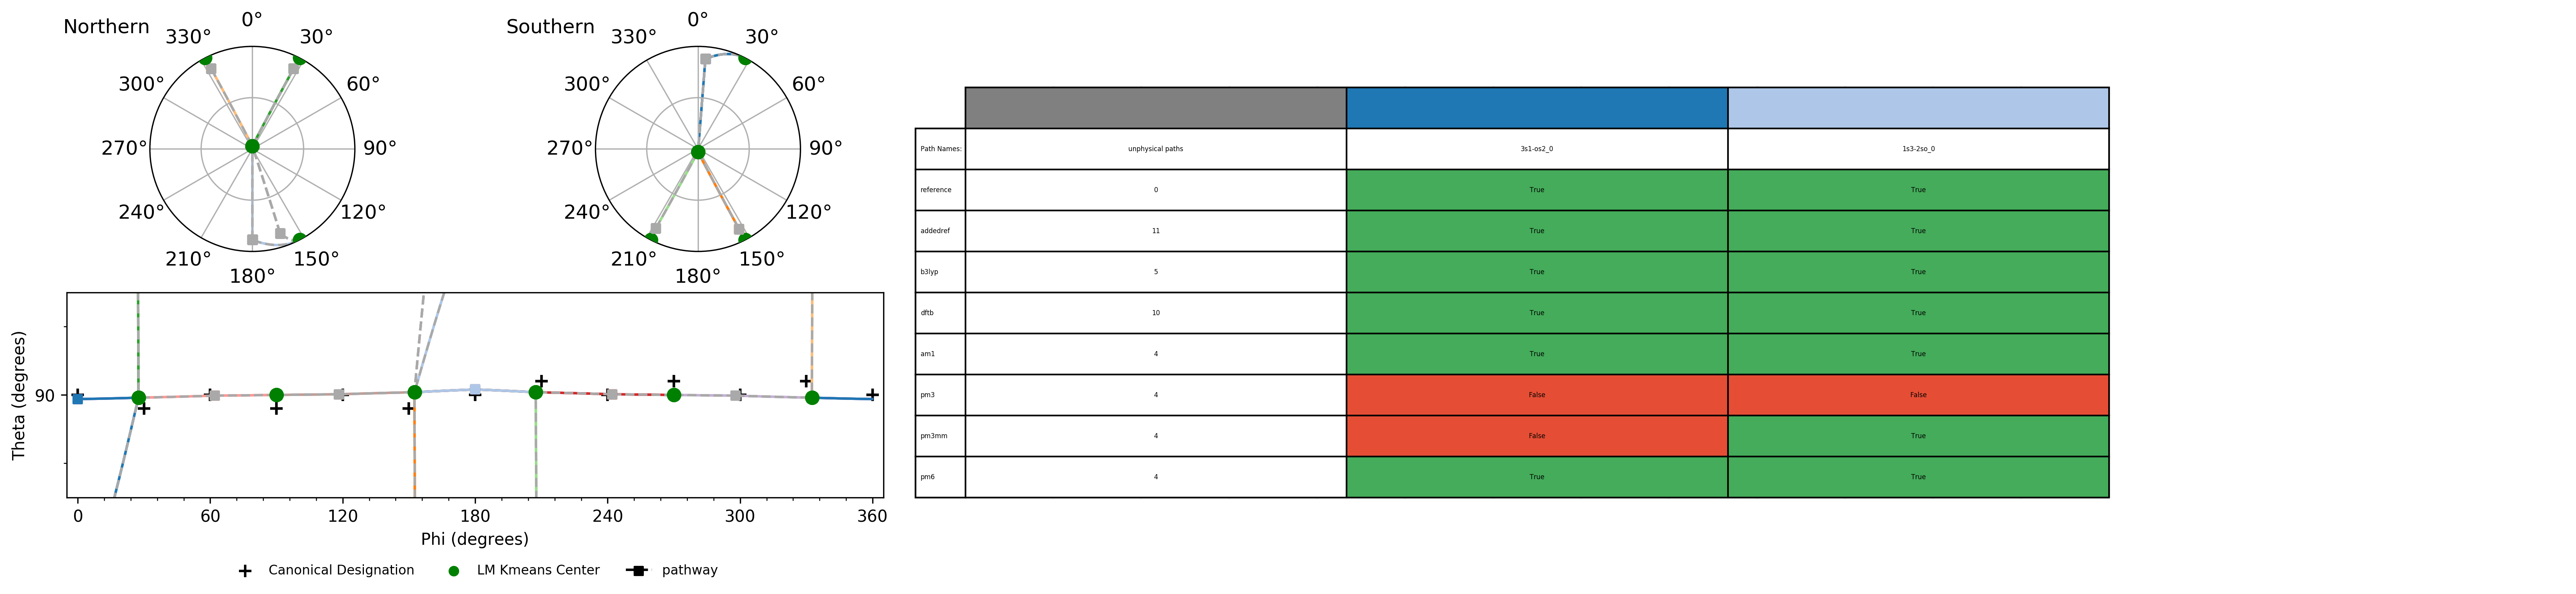 Northern
0°
30°
60°
90°
120°
150°
180°
210°
240°
270°
300°
330°
Southern
0°
30°
60°
90°
120°
150°
180°
210°
240°
270°
300°
330°
Theta (degrees)
90
0 60 120 180 240 300 360
Phi (degrees)
Canonical Designation LM Kmeans Center pathway
Path Names: unphysical paths 3s1-os2_0 1s3-2so_0
reference 0 True True
addedref 11 True True
b3lyp 5 True True
dftb 10 True True
am1 4 True True
pm3 4 False False
pm3mm 4 False True
pm6 4 True True